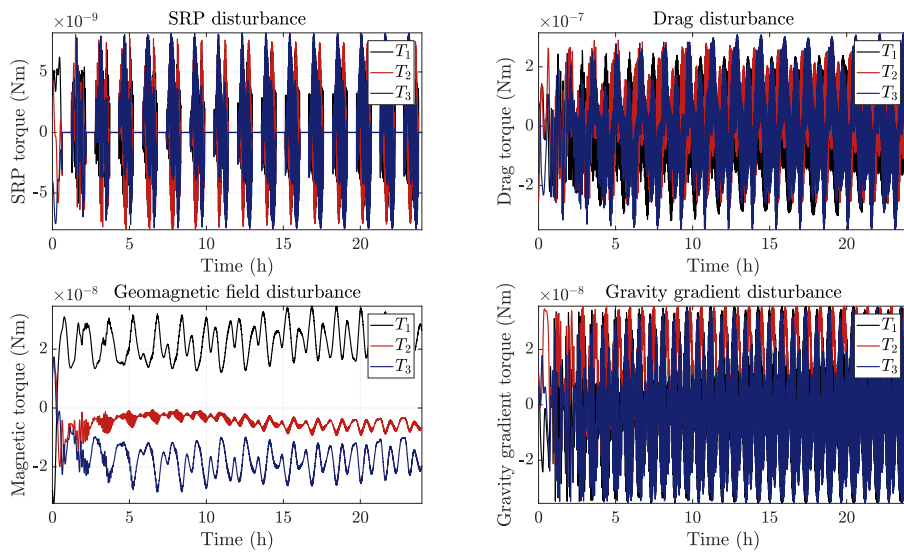 SRP disturbance
×10⁻⁹
SRP torque (Nm)
5
0
-5
T₁
T₂
T₃
0 5 10 15 20
Time (h)
Drag disturbance
×10⁻⁷
Drag torque (Nm)
2
0
-2
T₁
T₂
T₃
0 5 10 15 20
Time (h)
Geomagnetic field disturbance
×10⁻⁸
Magnetic torque (Nm)
2
0
-2
T₁
T₂
T₃
0 5 10 15 20
Time (h)
Gravity gradient disturbance
×10⁻⁸
Gravity gradient torque (Nm)
2
0
-2
T₁
T₂
T₃
0 5 10 15 20
Time (h)